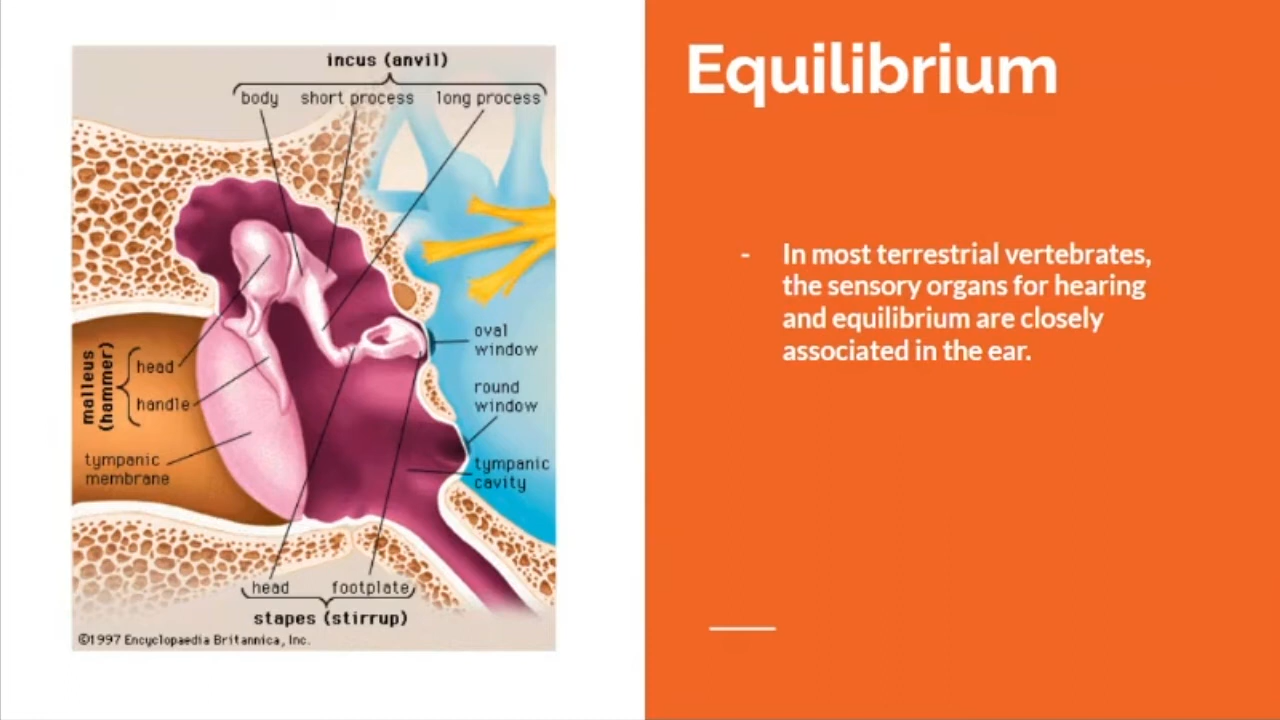 incus (anvil)
body short process long process
oval
window
round
window
malleus
(hammer)
head
handle
tympanic
membrane
tympanic
cavity
head footplate
stapes (stirrup)
©1997 Encyclopaedia Britannica, Inc.
Equilibrium
- In most terrestrial vertebrates,
the sensory organs for hearing
and equilibrium are closely
associated in the ear.